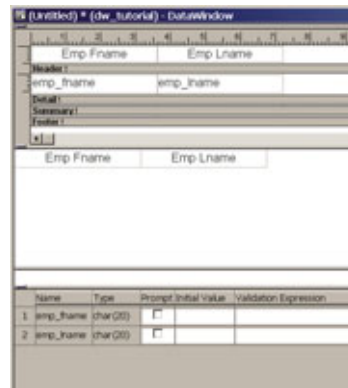 (Untitled) * (dw_tutorial) - DataWindow
Emp Fname Emp Lname
Header ↑
emp_fname emp_lname
Detail ↑
Summary ↑
Footer ↑
Emp Fname Emp Lname
Name Type Prompt Initial Value Validation Expression
1 emp_fname char(20)
2 emp_lname char(20)